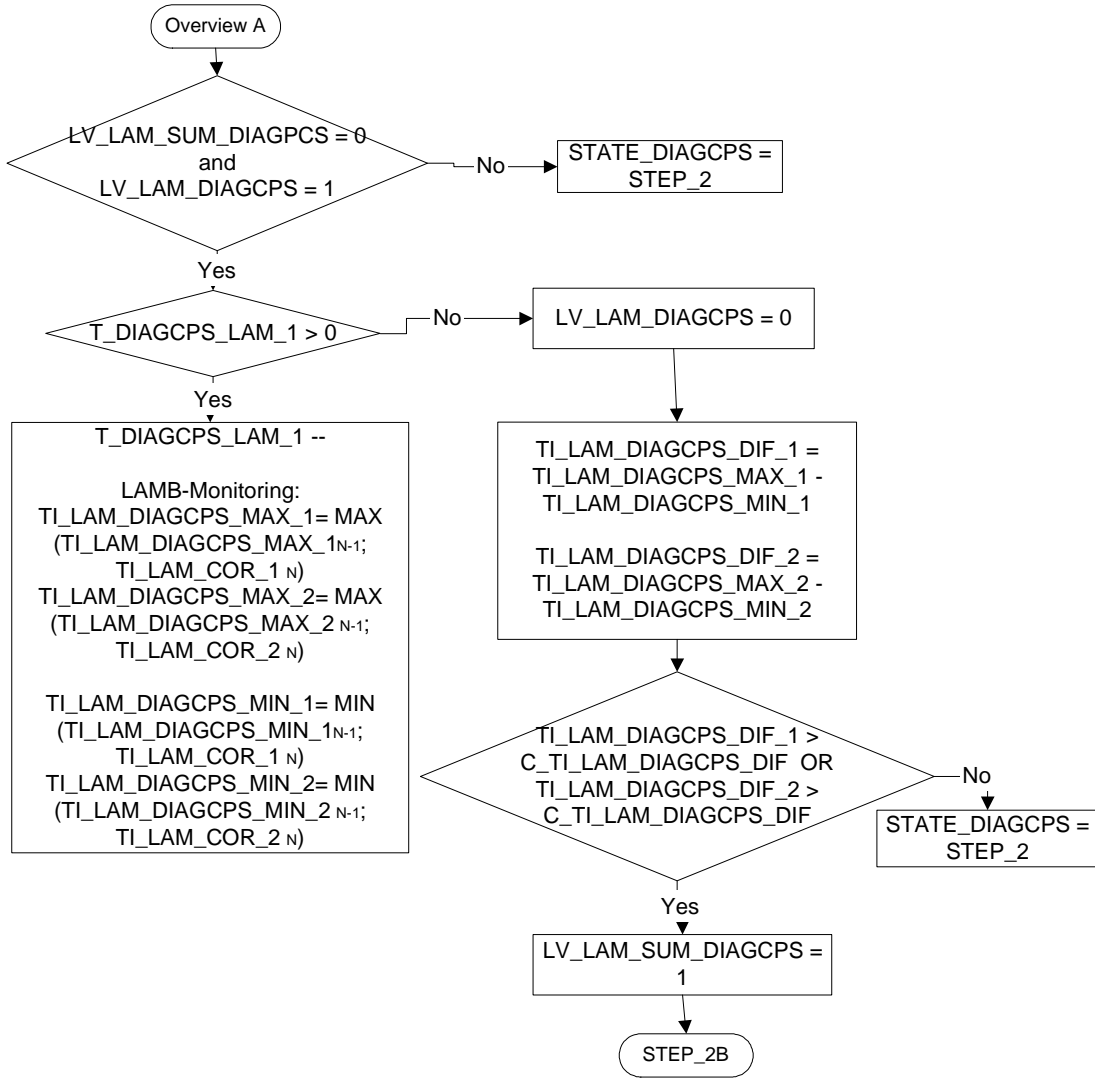 Overview A
LV_LAM_SUM_DIAGPCS = 0
and
LV_LAM_DIAGCPS = 1
No
STATE_DIAGCPS =
STEP_2
Yes
T_DIAGCPS_LAM_1 > 0
No
LV_LAM_DIAGCPS = 0
Yes
T_DIAGCPS_LAM_1 --
LAMB-Monitoring:
TI_LAM_DIAGCPS_MAX_1= MAX
(TI_LAM_DIAGCPS_MAX_1N-1;
TI_LAM_COR_1 N)
TI_LAM_DIAGCPS_MAX_2= MAX
(TI_LAM_DIAGCPS_MAX_2 N-1;
TI_LAM_COR_2 N)
TI_LAM_DIAGCPS_MIN_1= MIN
(TI_LAM_DIAGCPS_MIN_1N-1;
TI_LAM_COR_1 N)
TI_LAM_DIAGCPS_MIN_2= MIN
(TI_LAM_DIAGCPS_MIN_2 N-1;
TI_LAM_COR_2 N)
TI_LAM_DIAGCPS_DIF_1 =
TI_LAM_DIAGCPS_MAX_1 -
TI_LAM_DIAGCPS_MIN_1
TI_LAM_DIAGCPS_DIF_2 =
TI_LAM_DIAGCPS_MAX_2 -
TI_LAM_DIAGCPS_MIN_2
TI_LAM_DIAGCPS_DIF_1 >
C_TI_LAM_DIAGCPS_DIF OR
TI_LAM_DIAGCPS_DIF_2 >
C_TI_LAM_DIAGCPS_DIF
No
STATE_DIAGCPS =
STEP_2
Yes
LV_LAM_SUM_DIAGCPS =
1
STEP_2B